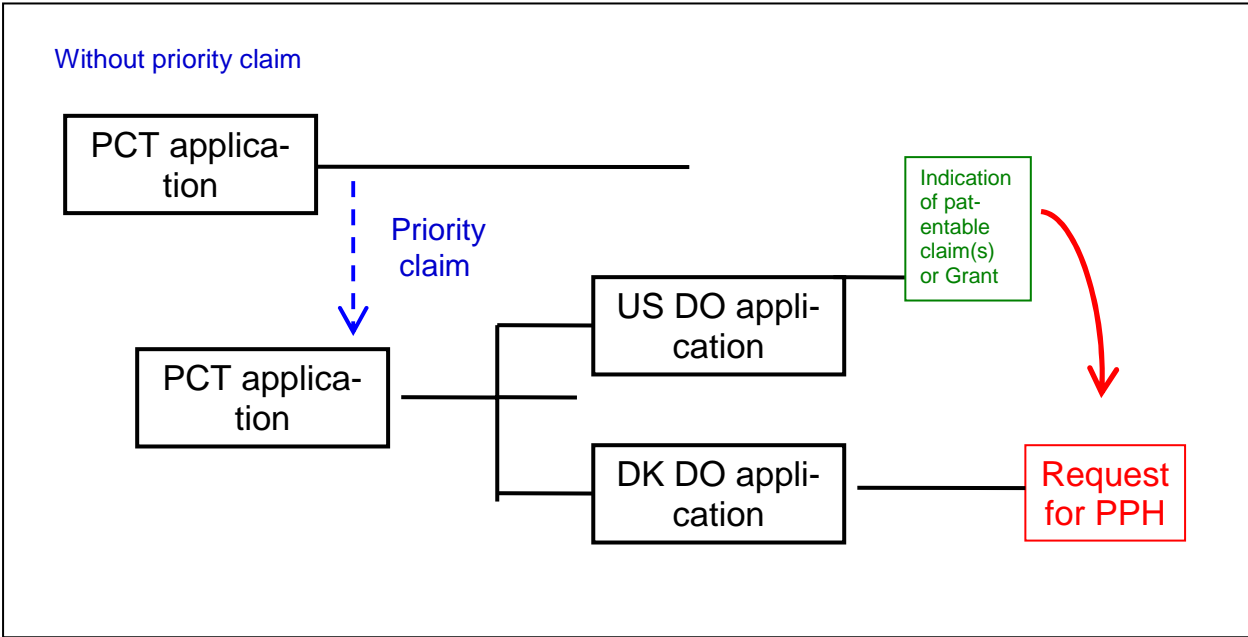 Without priority claim
PCT applica-
tion
Priority
claim
PCT applica-
tion
US DO appli-
cation
Indication
of pat-
entable
claim(s)
or Grant
DK DO appli-
cation
Request
for PPH